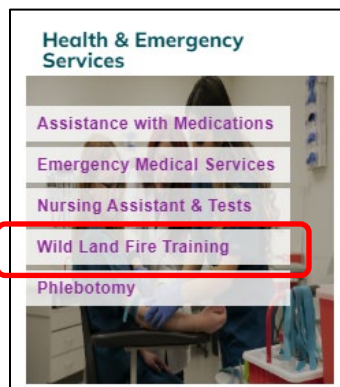 Health & Emergency
Services
Assistance with Medications
Emergency Medical Services
Nursing Assistant & Tests
Wild Land Fire Training
Phlebotomy